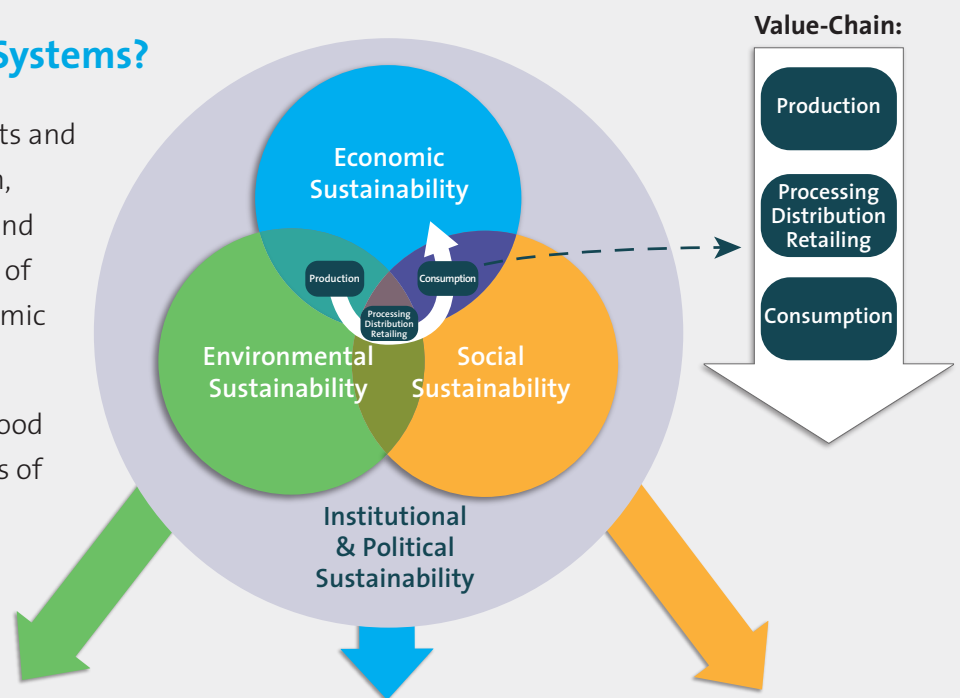 Systems?
ts and
,
nd
of
mic
ood
s of
Economic
Sustainability
Production
Consumption
Processing
Distribution
Retailing
Environmental
Sustainability
Social
Sustainability
Institutional
& Political
Sustainability
Value-Chain:
Production
Processing
Distribution
Retailing
Consumption